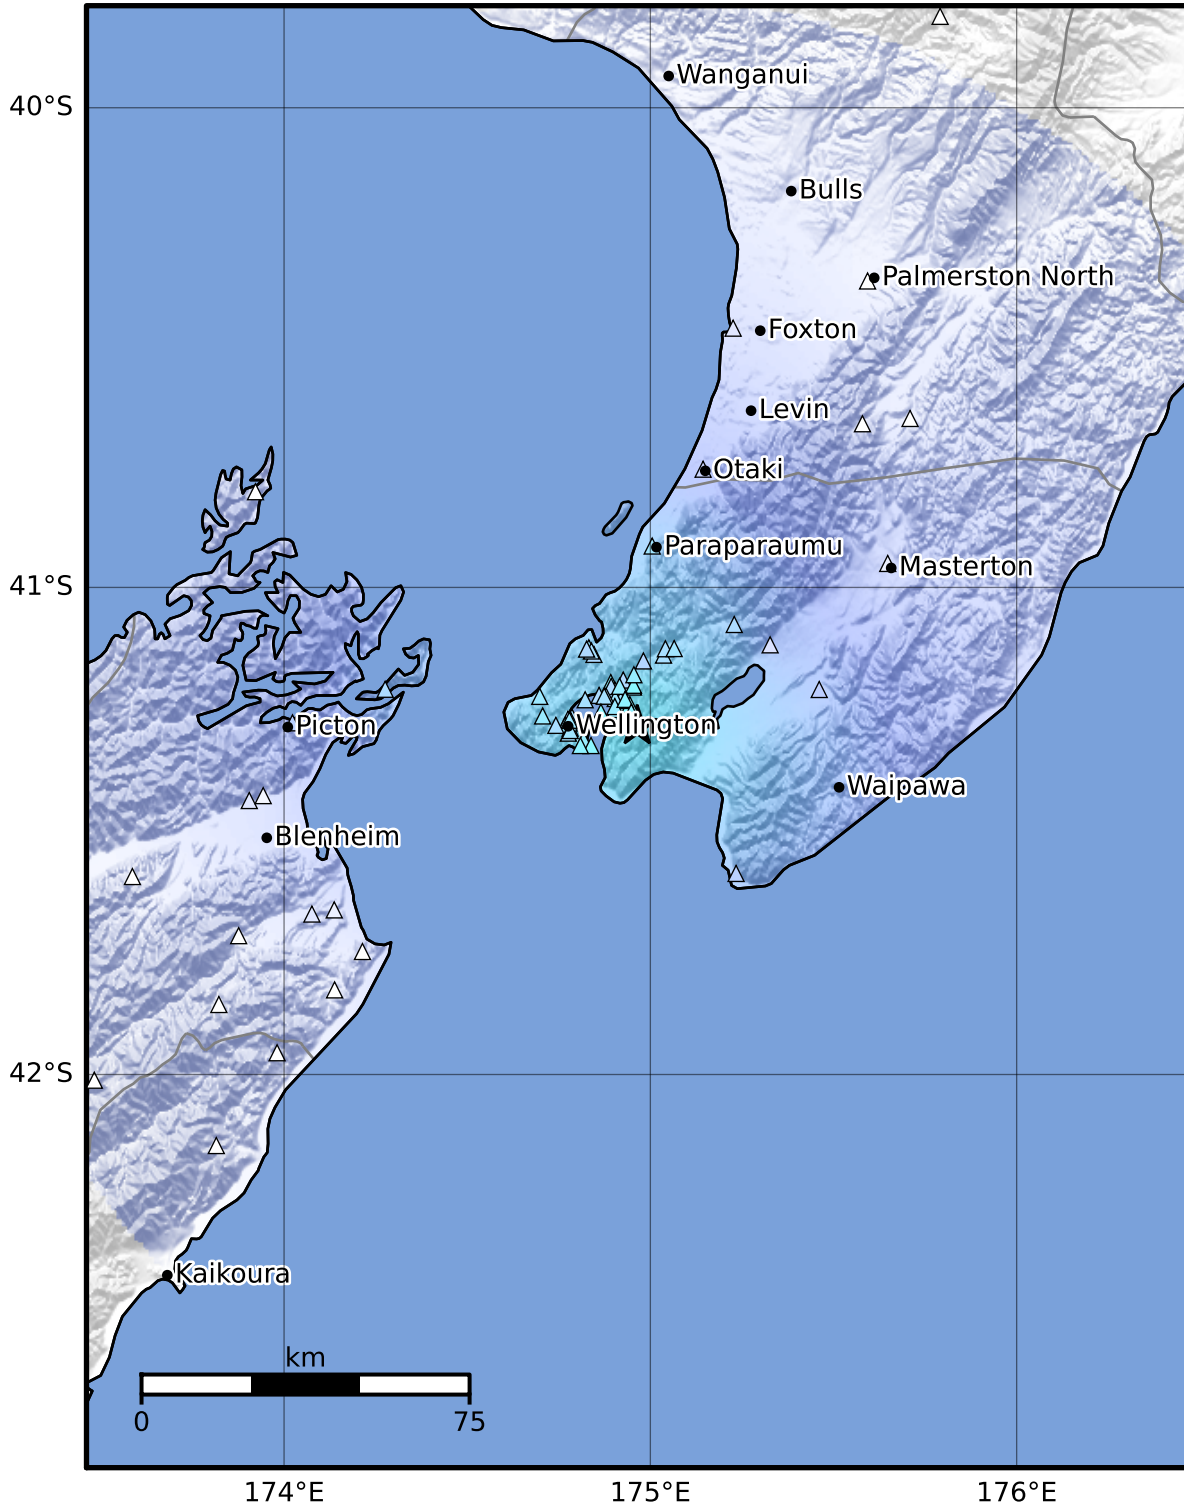 Wanganui
40°S
Bulls
Palmerston North
Foxton
Levin
Otaki
Paraparaumu
Masterton
41°S
Picton
Wellington
Waipawa
Blenheim
42°S
Kaikoura
km
0
75
174°E
175°E
176°E